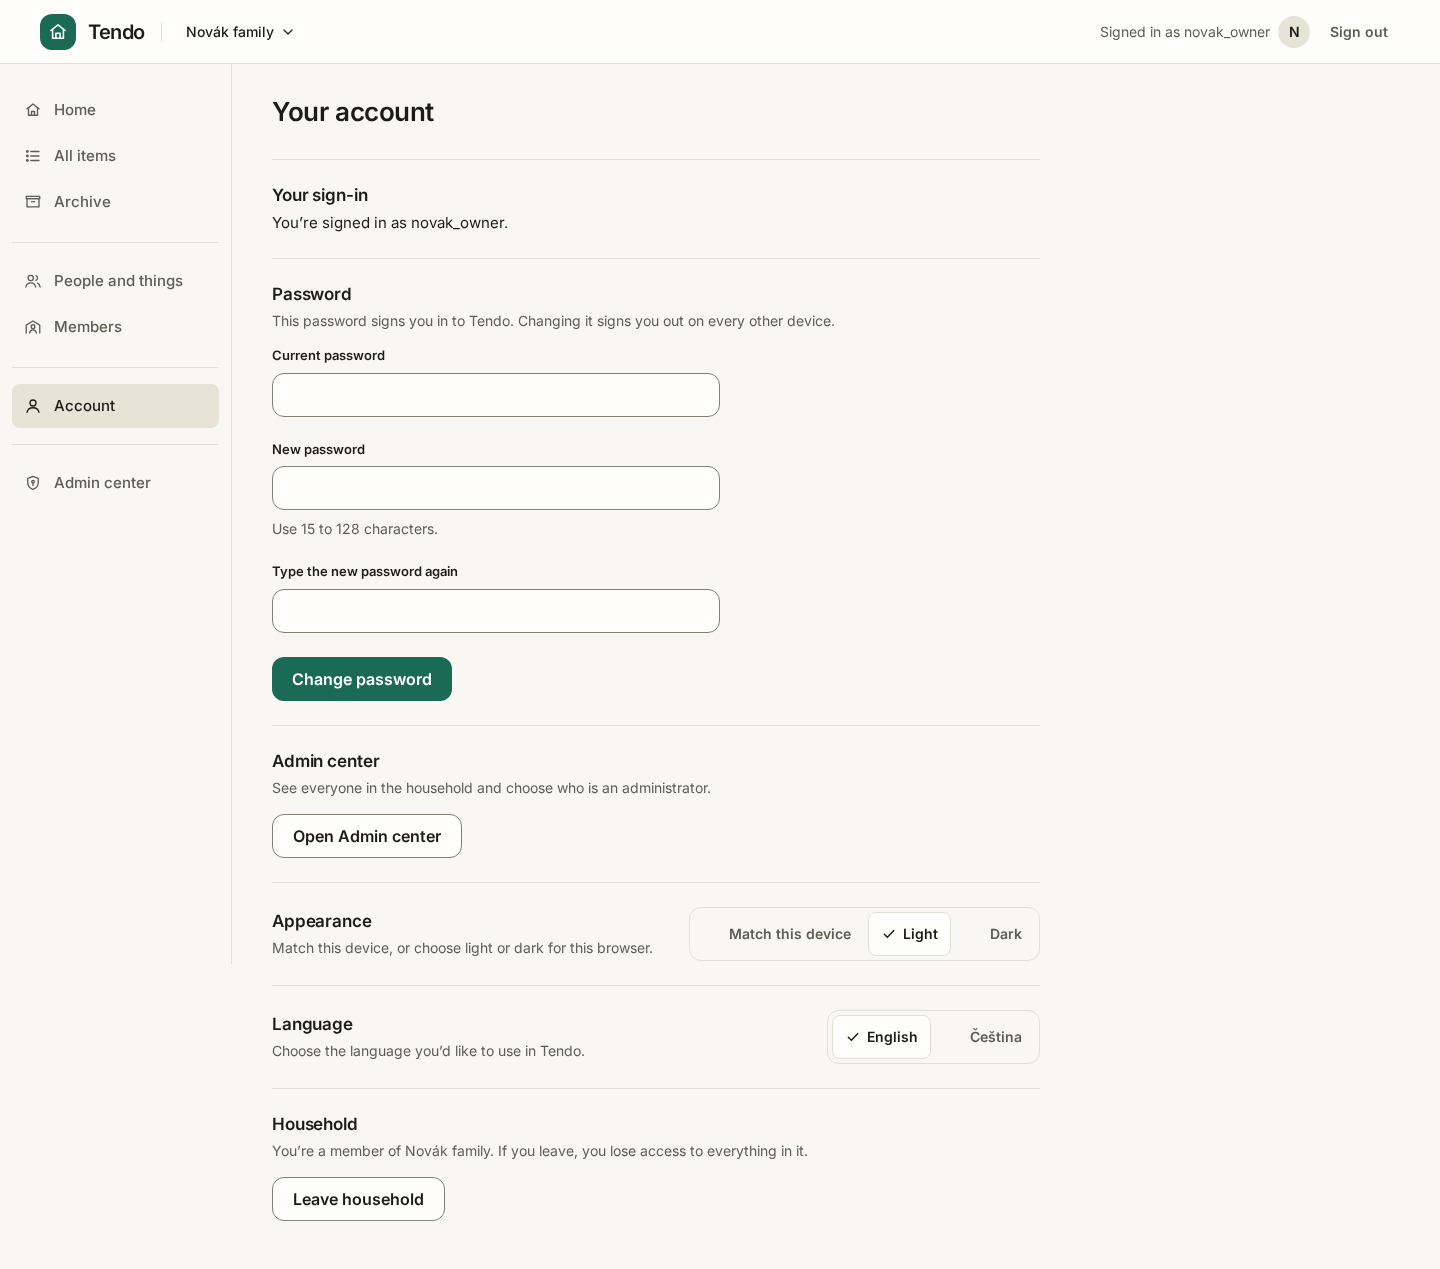 Tendo
Novák family
Signed in as novak_owner
N
Sign out
Home
All items
Archive
People and things
Members
Account
Admin center
Your account
Your sign-in
You’re signed in as novak_owner.
Password
This password signs you in to Tendo. Changing it signs you out on every other device.
Current password
New password
Use 15 to 128 characters.
Type the new password again
Change password
Admin center
See everyone in the household and choose who is an administrator.
Open Admin center
Appearance
Match this device, or choose light or dark for this browser.
Match this device
Light
Dark
Language
Choose the language you’d like to use in Tendo.
English
Čeština
Household
You’re a member of Novák family. If you leave, you lose access to everything in it.
Leave household